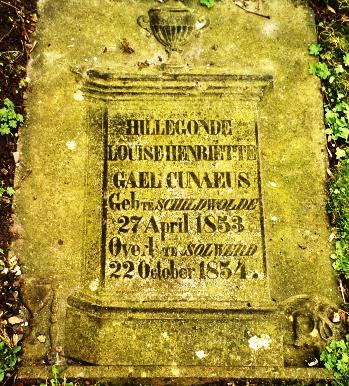 HILLEGONDE
LOUISE HENRIETTE
GAEL CUNAEUS
Geb TE SCHILDWOLDE
27 April 1853
Overl TE SOLWERD
22 October 1854.